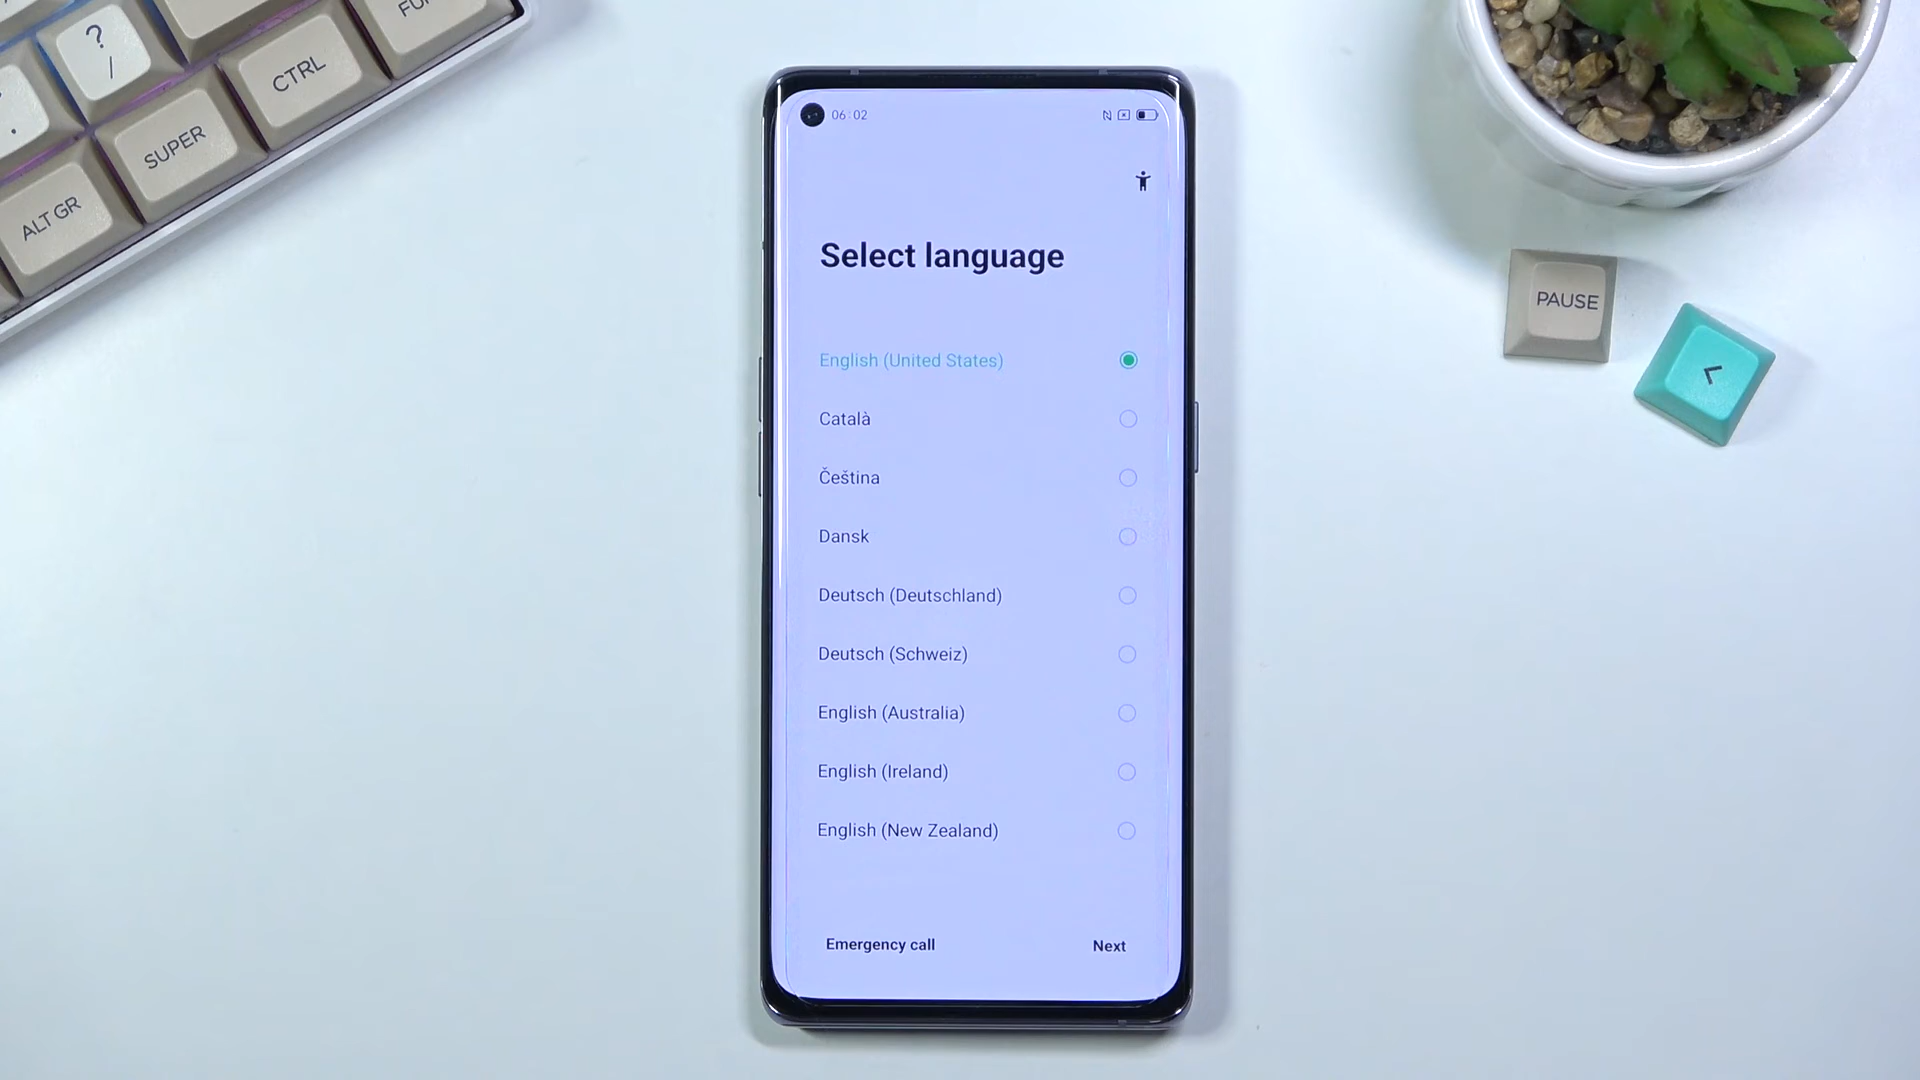 ?
/
CTRL
SUPER
ALT GR
06:02
Select language
English (United States)
Català
Čeština
Dansk
Deutsch (Deutschland)
Deutsch (Schweiz)
English (Australia)
English (Ireland)
English (New Zealand)
Emergency call
Next
PAUSE
<